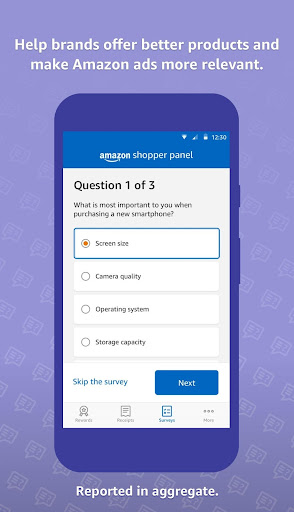 Help brands offer better products and
make Amazon ads more relevant.
12:30
amazon shopper panel
Question 1 of 3
What is most important to you when
purchasing a new smartphone?
Screen size
Camera quality
Operating system
Storage capacity
Skip the survey
Next
Rewards
Receipts
Surveys
More
Reported in aggregate.